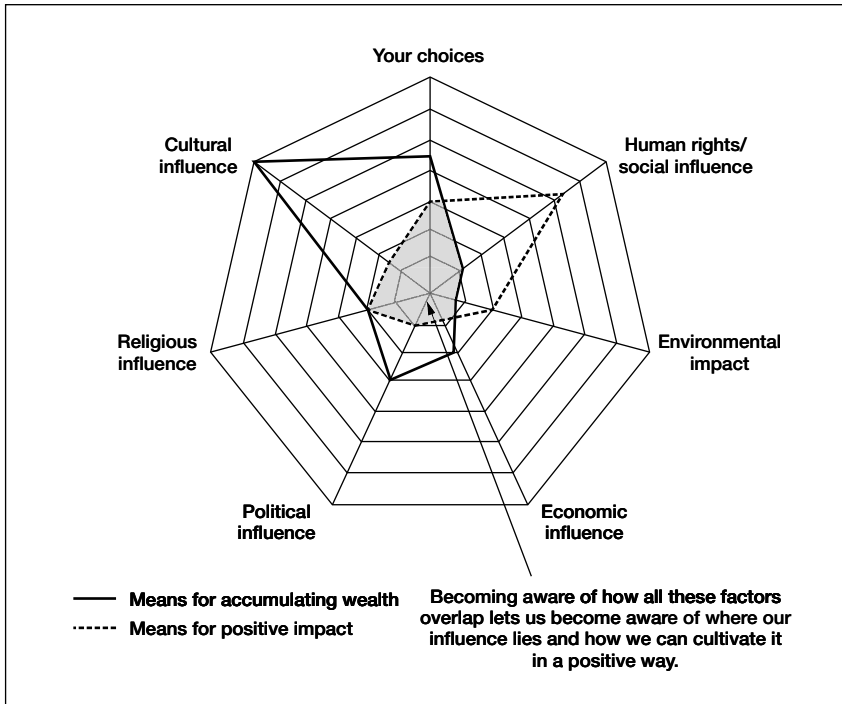 Your choices
Cultural
influence
Human rights/
social influence
Religious
influence
Environmental
impact
Political
influence
Economic
influence
Means for accumulating wealth
Means for positive impact
Becoming aware of how all these factors
overlap lets us become aware of where our
influence lies and how we can cultivate it
in a positive way.